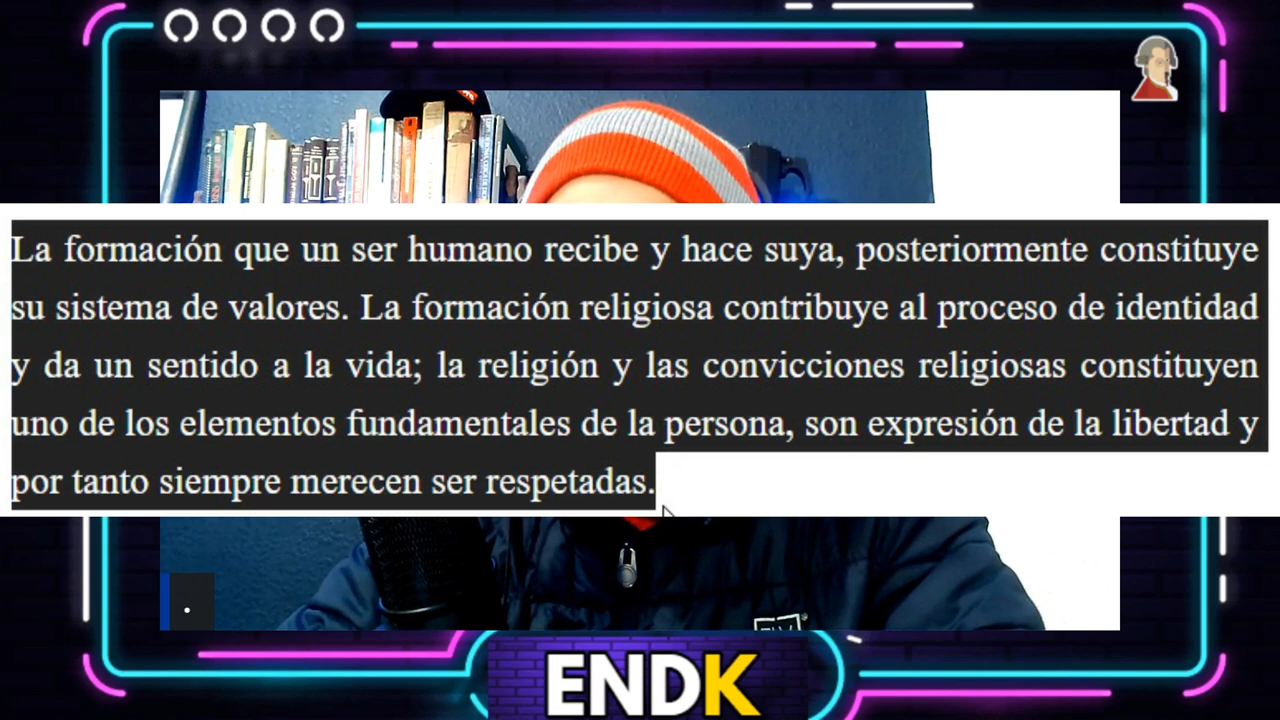 La formación que un ser humano recibe y hace suya, posteriormente constituye
su sistema de valores. La formación religiosa contribuye al proceso de identidad
y da un sentido a la vida; la religión y las convicciones religiosas constituyen
uno de los elementos fundamentales de la persona, son expresión de la libertad y
por tanto siempre merecen ser respetadas.
ENDK